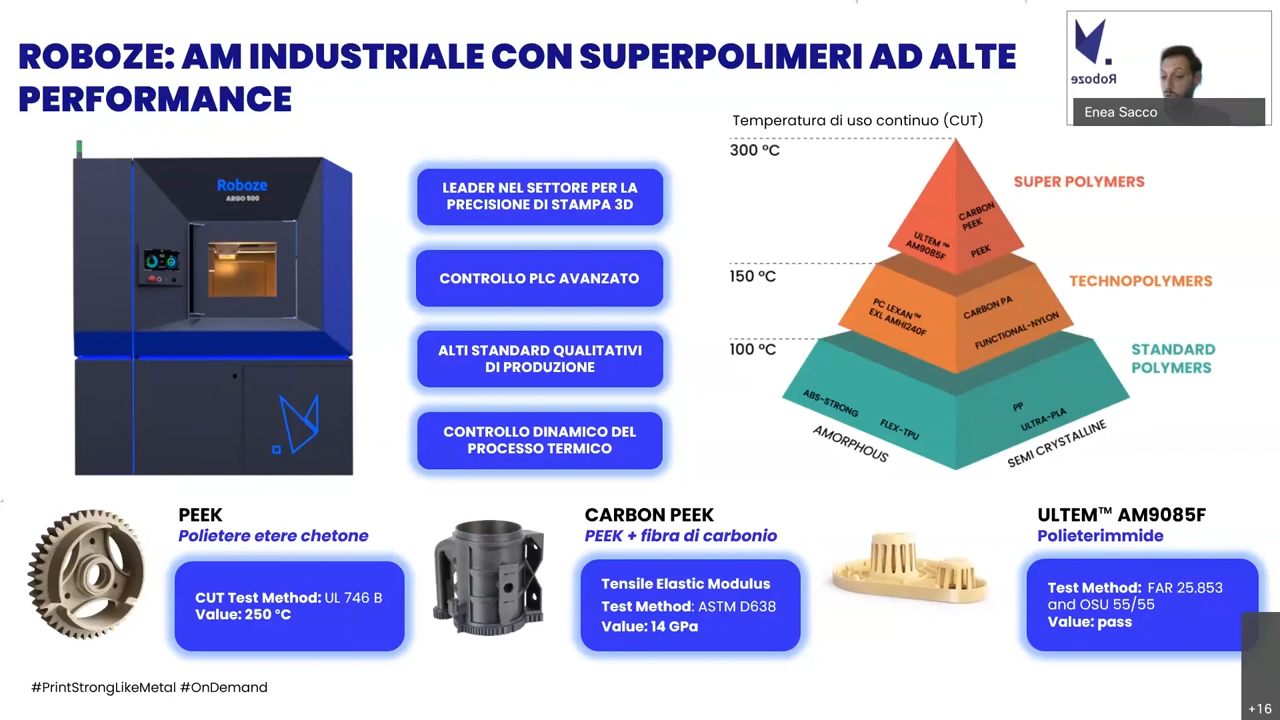 ROBOZE: AM INDUSTRIALE CON SUPERPOLIMERI AD ALTE
PERFORMANCE
Roboze
Enea Sacco
Roboze
ARGO 500
LEADER NEL SETTORE PER LA
PRECISIONE DI STAMPA 3D
CONTROLLO PLC AVANZATO
ALTI STANDARD QUALITATIVI
DI PRODUZIONE
CONTROLLO DINAMICO DEL
PROCESSO TERMICO
Temperatura di uso continuo (CUT)
300 °C
150 °C
100 °C
SUPER POLYMERS
TECHNOPOLYMERS
STANDARD
POLYMERS
ULTEM ™
AM9085F
CARBON
PEEK
PEEK
PC LEXAN™
EXL AMHI240F
CARBON PA
FUNCTIONAL-NYLON
ABS-STRONG
FLEX-TPU
PP
ULTRA-PLA
AMORPHOUS
SEMI CRYSTALLINE
PEEK
Polietere etere chetone
CUT Test Method: UL 746 B
Value: 250 °C
CARBON PEEK
PEEK + fibra di carbonio
Tensile Elastic Modulus
Test Method: ASTM D638
Value: 14 GPa
ULTEM™ AM9085F
Polieterimmide
Test Method: FAR 25.853
and OSU 55/55
Value: pass
#PrintStrongLikeMetal #OnDemand
+16